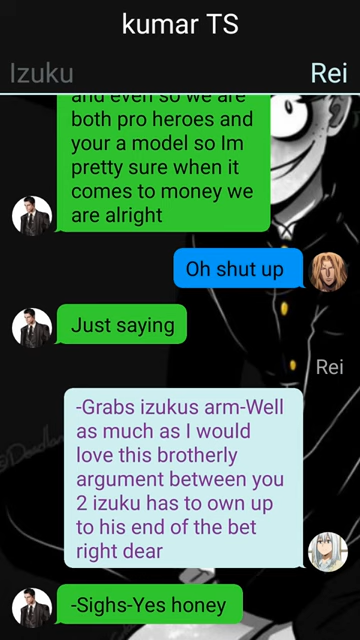 kumar TS
Izuku
Rei
and even so we are
both pro heroes and
your a model so Im
pretty sure when it
comes to money we
are alright
Oh shut up
Just saying
Rei
-Grabs izukus arm-Well
as much as I would
love this brotherly
argument between you
2 izuku has to own up
to his end of the bet
right dear
-Sighs-Yes honey